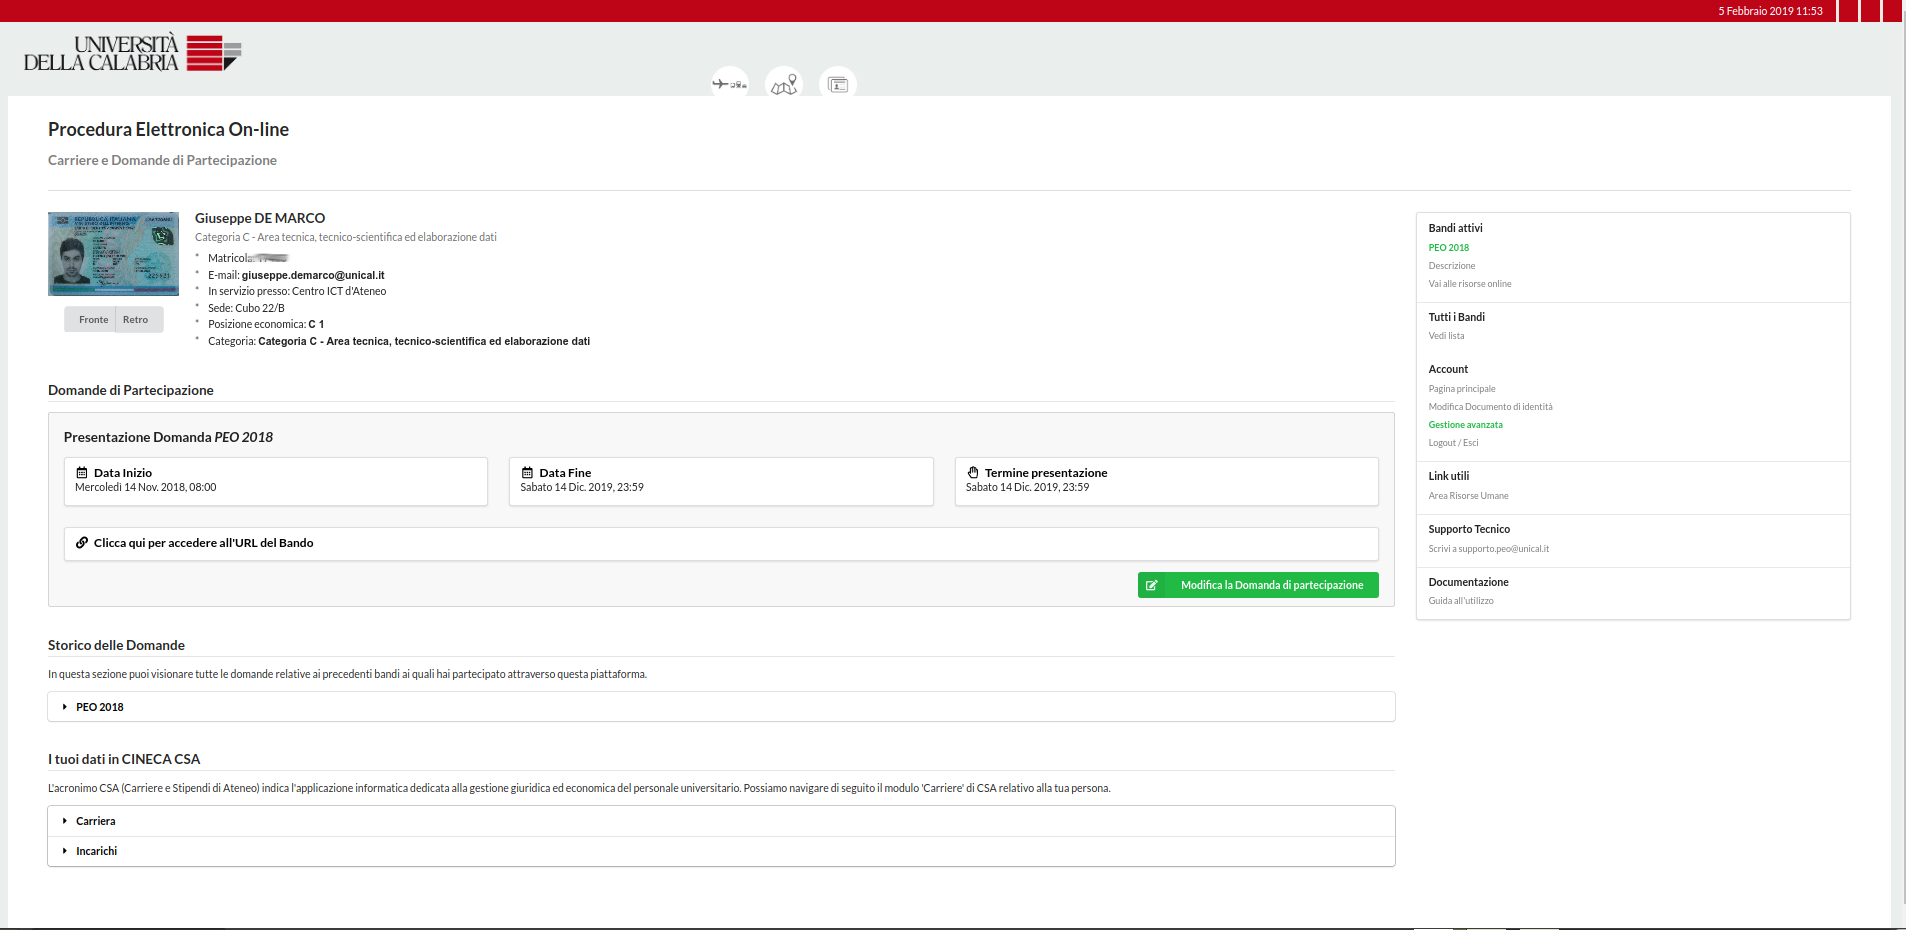 5 Febbraio 2019 11:53
UNIVERSITÀ
DELLA CALABRIA
Procedura Elettronica On-line
Carriere e Domande di Partecipazione
REPUBBLICA ITALIANA
Fronte Retro
Giuseppe DE MARCO
Categoria C - Area tecnica, tecnico-scientifica ed elaborazione dati
Matricola:
E-mail: giuseppe.demarco@unical.it
In servizio presso: Centro ICT d'Ateneo
Sede: Cubo 22/B
Posizione economica: C 1
Categoria: Categoria C - Area tecnica, tecnico-scientifica ed elaborazione dati
Domande di Partecipazione
Presentazione Domanda PEO 2018
Data Inizio
Mercoledì 14 Nov. 2018, 08:00
Data Fine
Sabato 14 Dic. 2019, 23:59
Termine presentazione
Sabato 14 Dic. 2019, 23:59
Clicca qui per accedere all'URL del Bando
Modifica la Domanda di partecipazione
Storico delle Domande
In questa sezione puoi visionare tutte le domande relative ai precedenti bandi ai quali hai partecipato attraverso questa piattaforma.
PEO 2018
I tuoi dati in CINECA CSA
L'acronimo CSA (Carriere e Stipendi di Ateneo) indica l'applicazione informatica dedicata alla gestione giuridica ed economica del personale universitario. Possiamo navigare di seguito il modulo 'Carriere' di CSA relativo alla tua persona.
Carriera
Incarichi
Bandi attivi
PEO 2018
Descrizione
Vai alle risorse online
Tutti i Bandi
Vedi lista
Account
Pagina principale
Modifica Documento di identità
Gestione avanzata
Logout / Esci
Link utili
Area Risorse Umane
Supporto Tecnico
Scrivi a supporto.peo@unical.it
Documentazione
Guida all'utilizzo